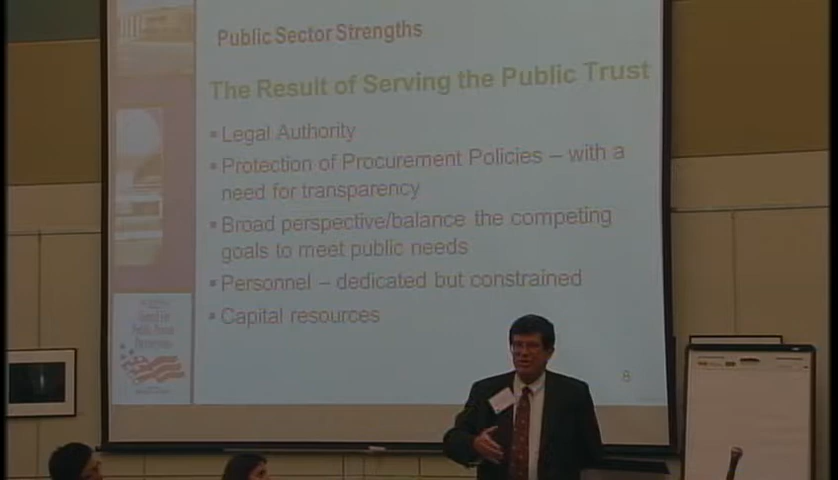 Public Sector Strengths
The Result of Serving the Public Trust
▪ Legal Authority
▪ Protection of Procurement Policies – with a
need for transparency
▪ Broad perspective/balance the competing
goals to meet public needs
▪ Personnel – dedicated but constrained
▪ Capital resources
8